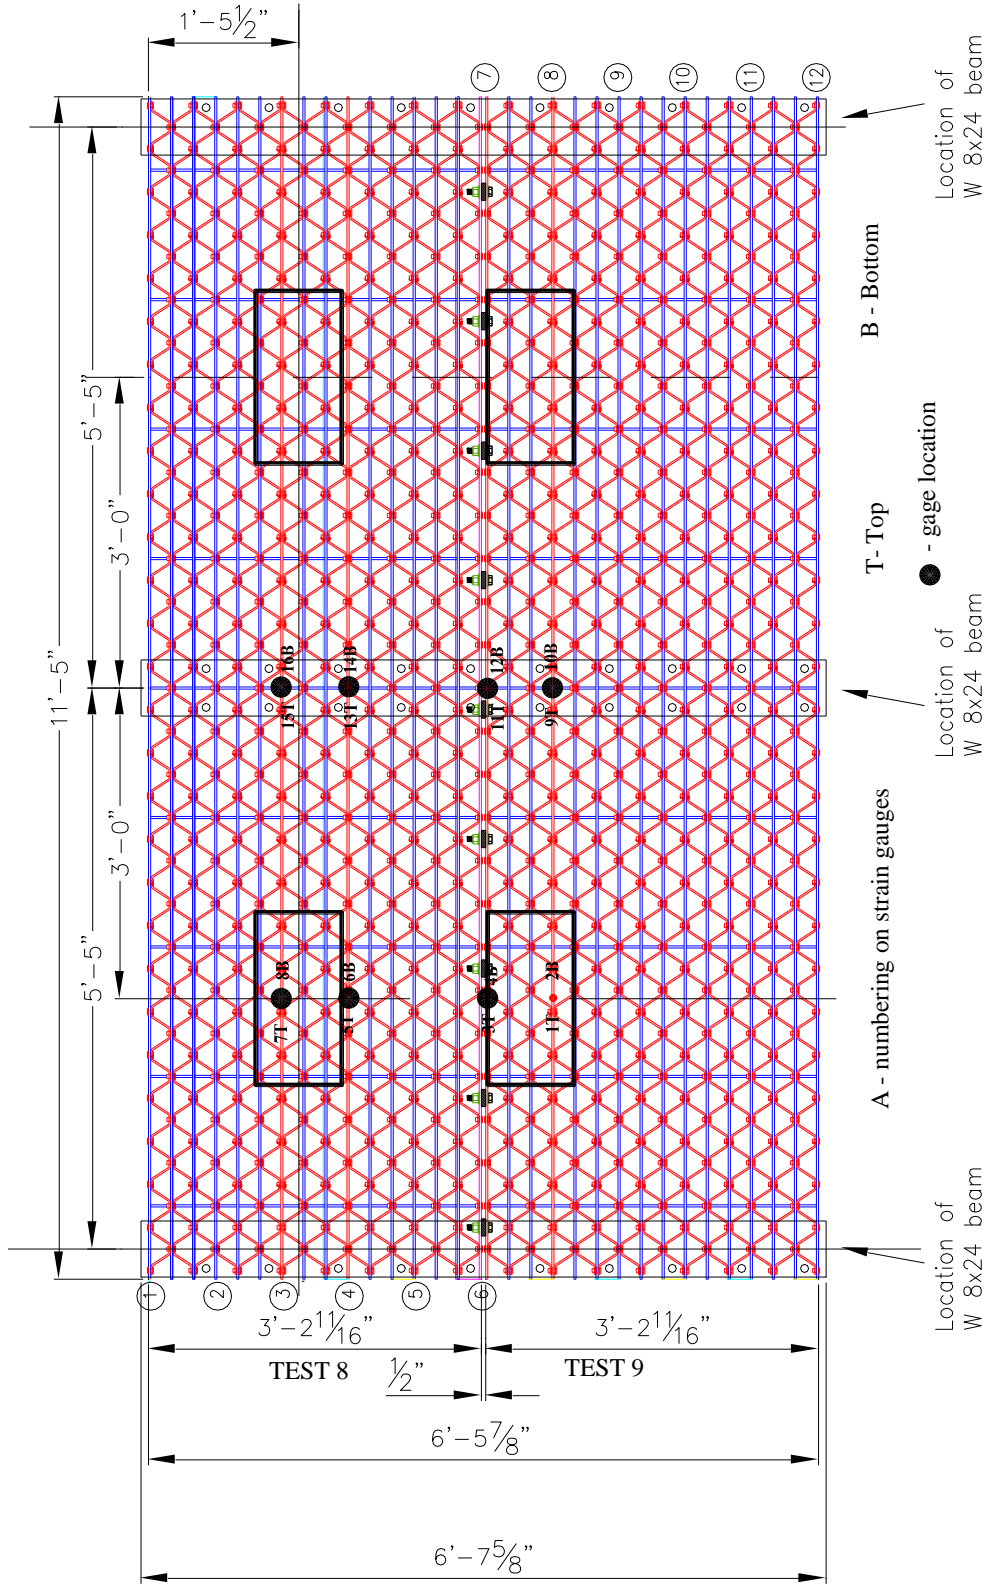 1'-5½"
11'-5"
5'-5"
3'-0"
3'-0"
5'-5"
7
8
9
10
11
12
Location of
W 8x24 beam
B - Bottom
T- Top
- gage location
16B
15T
14B
13T
12B
11T
10B
9T
Location of
W 8x24 beam
A - numbering on strain gauges
8B
7T
6B
5T
4B
3T
2B
1T
1
2
3
4
5
6
Location of
W 8x24 beam
3'-2 11/16"
3'-2 11/16"
TEST 8
½"
TEST 9
6'-5 7/8"
6'-7 5/8"